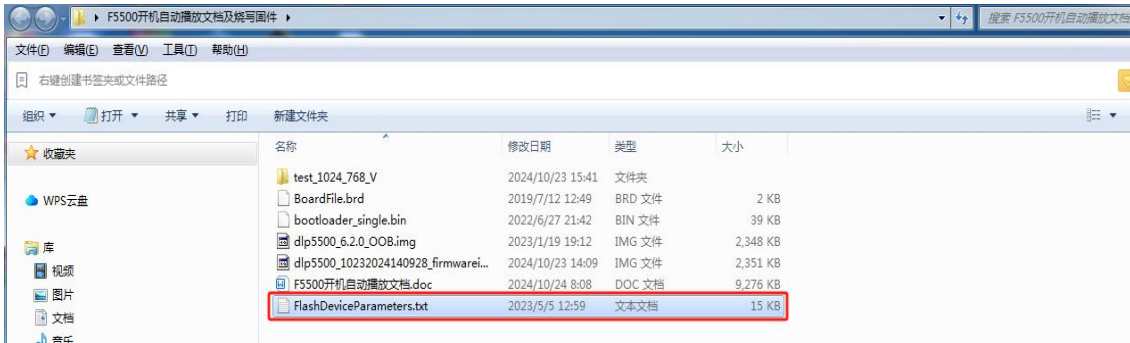 F5500开机自动播放文档及烧写固件
搜索 F5500开机自动播放文档
文件(F) 编辑(E) 查看(V) 工具(T) 帮助(H)
右键创建书签夹或文件路径
组织 打开 共享 打印 新建文件夹
名称 修改日期 类型 大小
收藏夹
test_1024_768_V 2024/10/23 15:41 文件夹
WPS云盘
BoardFile.brd 2019/7/12 12:49 BRD 文件 2 KB
bootloader_single.bin 2022/6/27 21:42 BIN 文件 39 KB
库
dlp5500_6.2.0_OOB.img 2023/1/19 19:12 IMG 文件 2,348 KB
视频
dlp5500_10232024140928_firmwarei... 2024/10/23 14:09 IMG 文件 2,351 KB
图片
F5500开机自动播放文档.doc 2024/10/24 8:08 DOC 文档 9,276 KB
文档
FlashDeviceParameters.txt 2023/5/5 12:59 文本文档 15 KB
音乐